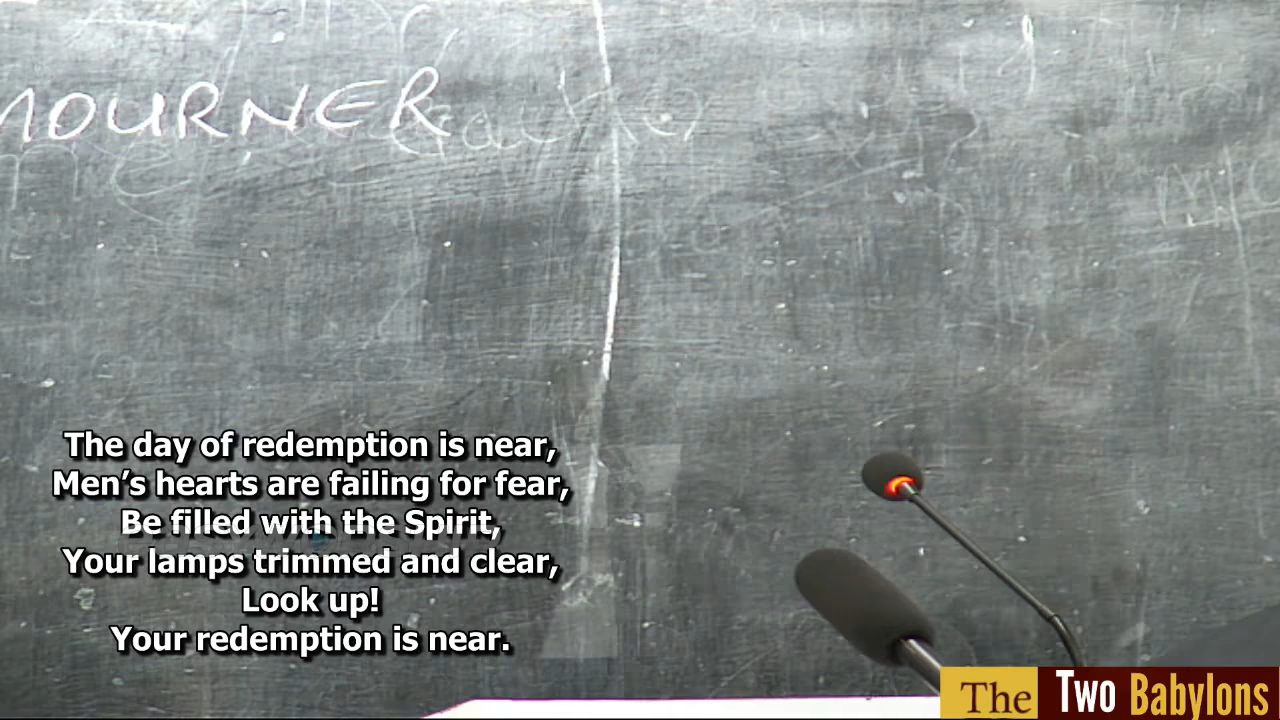 MOURNER
The day of redemption is near,
Men’s hearts are failing for fear,
Be filled with the Spirit,
Your lamps trimmed and clear,
Look up!
Your redemption is near.
The Two Babylons